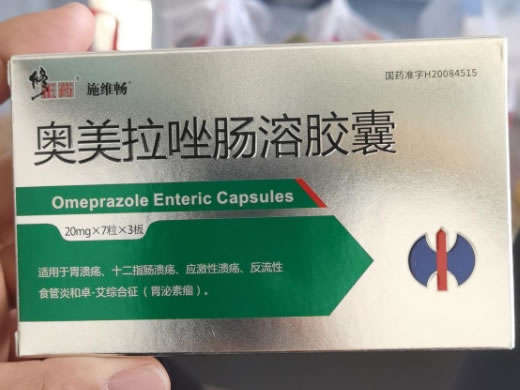 修正药 施维畅®
国药准字H20084515
奥美拉唑肠溶胶囊
Omeprazole Enteric Capsules
20mg×7粒×3板
适用于胃溃疡、十二指肠溃疡、应激性溃疡、反流性
食管炎和卓-艾综合征（胃泌素瘤）。